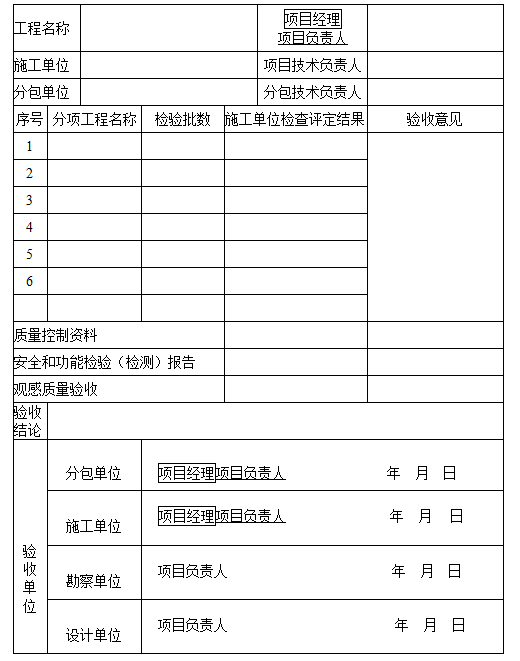 工程名称
项目经理
项目负责人
施工单位 项目技术负责人
分包单位 分包技术负责人
序号 分项工程名称 检验批数 施工单位检查评定结果 验收意见
1
2
3
4
5
6
质量控制资料
安全和功能检验（检测）报告
观感质量验收
验收
结论
验收单位
分包单位 项目经理项目负责人 年 月 日
施工单位 项目经理项目负责人 年 月 日
勘察单位 项目负责人 年 月 日
设计单位 项目负责人 年 月 日